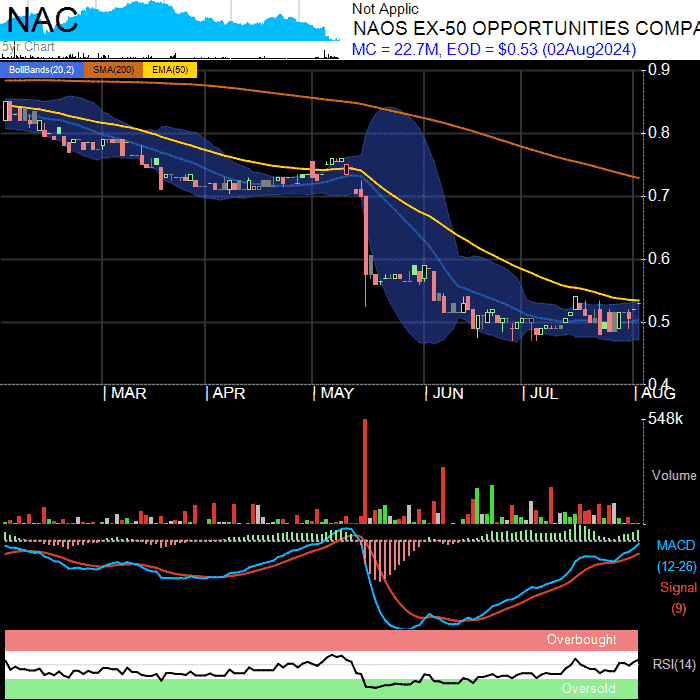 NAC
5yr Chart
Not Applic
NAOS EX-50 OPPORTUNITIES COMPA
MC = 22.7M, EOD = $0.53 (02Aug2024)
BollBands(20,2) SMA(200) EMA(50)
0.9
0.8
0.7
0.6
0.5
0.4
MAR APR MAY JUN JUL AUG
548k
Volume
MACD
(12-26)
Signal
(9)
Overbought
RSI(14)
Oversold